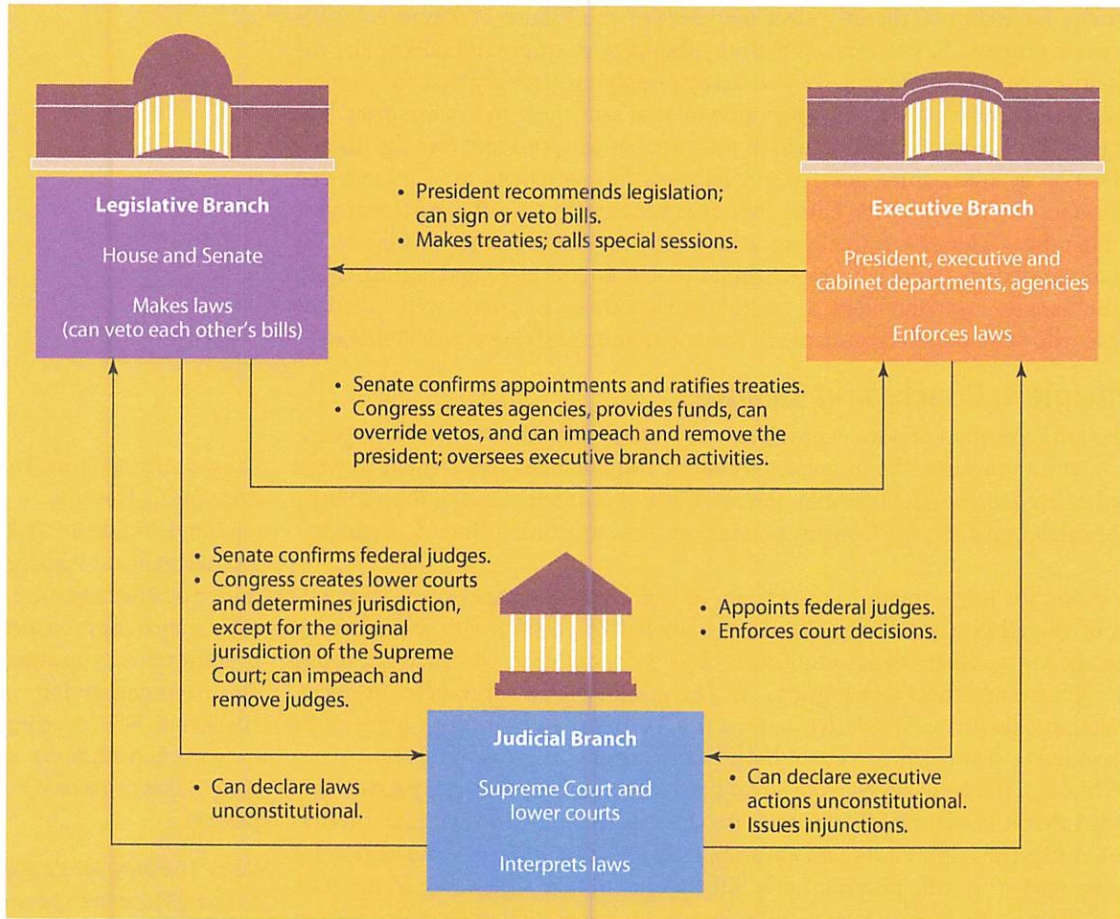 Legislative Branch
House and Senate
Makes laws
(can veto each other's bills)
• President recommends legislation;
can sign or veto bills.
• Makes treaties; calls special sessions.
Executive Branch
President, executive and
cabinet departments, agencies
Enforces laws
• Senate confirms appointments and ratifies treaties.
• Congress creates agencies, provides funds, can
override vetos, and can impeach and remove the
president; oversees executive branch activities.
• Senate confirms federal judges.
• Congress creates lower courts
and determines jurisdiction,
except for the original
jurisdiction of the Supreme
Court; can impeach and
remove judges.
• Appoints federal judges.
• Enforces court decisions.
Judicial Branch
Supreme Court and
lower courts
Interprets laws
• Can declare laws
unconstitutional.
• Can declare executive
actions unconstitutional.
• Issues injunctions.